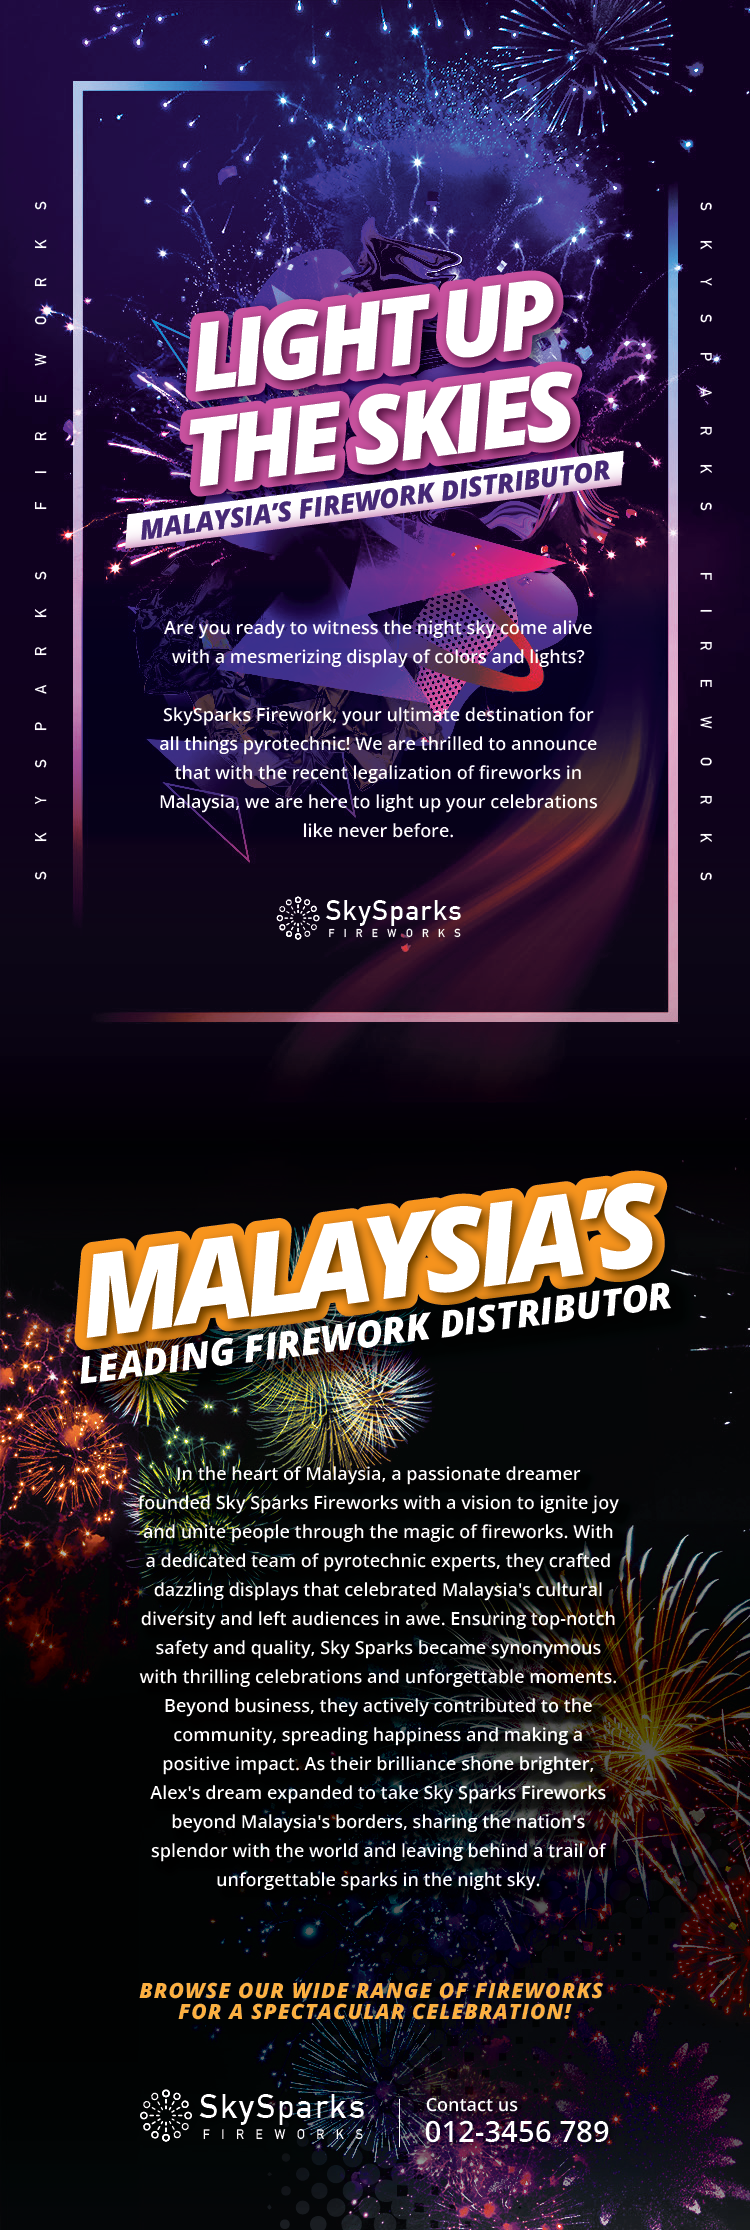 SKYSPARKS FIREWORKS
SKYSPARKS FIREWORKS
LIGHT UP
THE SKIES
MALAYSIA'S FIREWORK DISTRIBUTOR
Are you ready to witness the night sky come alive
with a mesmerizing display of colors and lights?
SkySparks Firework, your ultimate destination for
all things pyrotechnic! We are thrilled to announce
that with the recent legalization of fireworks in
Malaysia, we are here to light up your celebrations
like never before.
SkySparks
FIREWORKS
MALAYSIA'S
LEADING FIREWORK DISTRIBUTOR
In the heart of Malaysia, a passionate dreamer
founded Sky Sparks Fireworks with a vision to ignite joy
and unite people through the magic of fireworks. With
a dedicated team of pyrotechnic experts, they crafted
dazzling displays that celebrated Malaysia's cultural
diversity and left audiences in awe. Ensuring top-notch
safety and quality, Sky Sparks became synonymous
with thrilling celebrations and unforgettable moments.
Beyond business, they actively contributed to the
community, spreading happiness and making a
positive impact. As their brilliance shone brighter,
Alex's dream expanded to take Sky Sparks Fireworks
beyond Malaysia's borders, sharing the nation's
splendor with the world and leaving behind a trail of
unforgettable sparks in the night sky.
BROWSE OUR WIDE RANGE OF FIREWORKS
FOR A SPECTACULAR CELEBRATION!
SkySparks
FIREWORKS
Contact us
012-3456 789